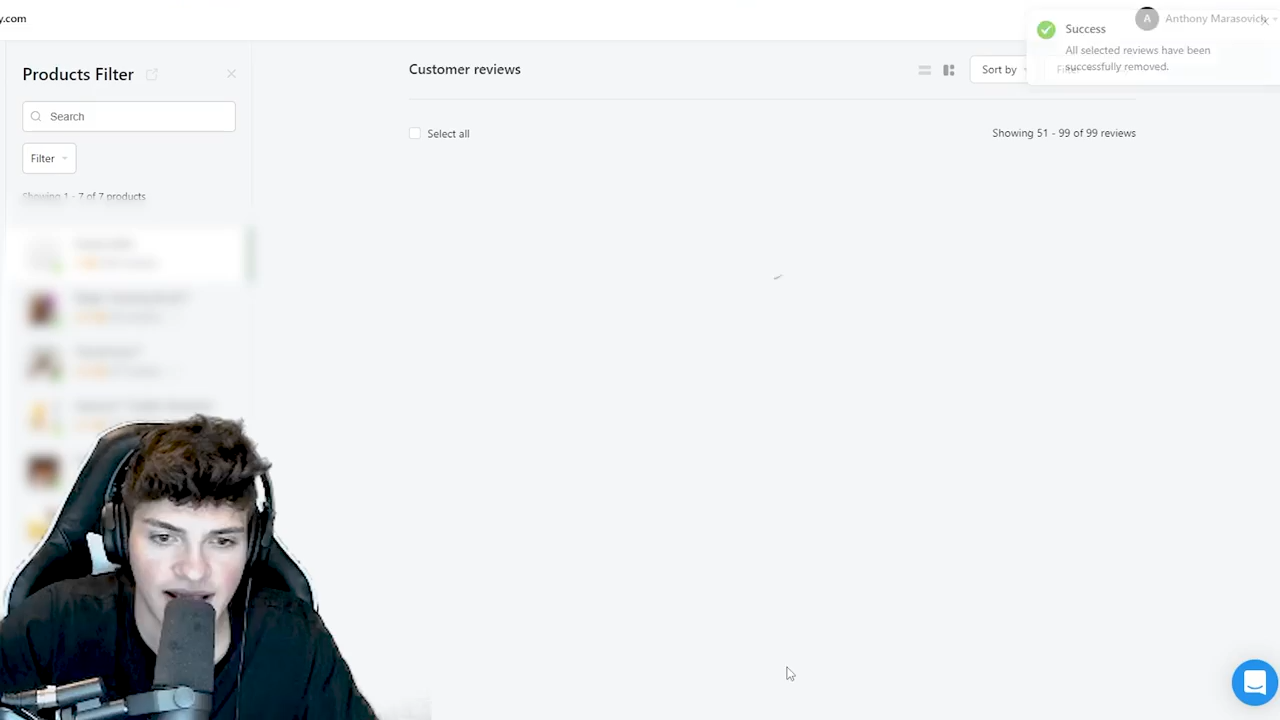 y.com
A Anthony Marasovich
Success
All selected reviews have been
successfully removed.
Products Filter
Customer reviews
Sort by
Filter
Search
Select all
Showing 51 - 99 of 99 reviews
Filter
Showing 1 - 7 of 7 products